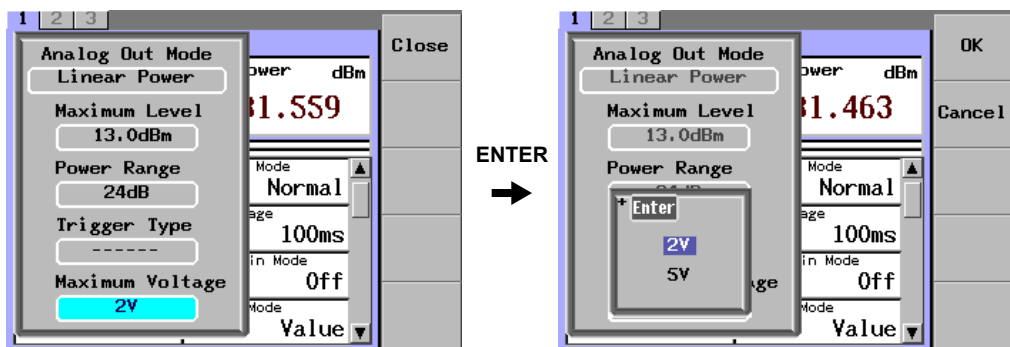 1 2 3
Close
Analog Out Mode
Linear Power
ower dBm
31.559
Maximum Level
13.0dBm
Power Range
24dB
Mode
Normal
Trigger Type
------
age
100ms
in Mode
Off
Maximum Voltage
2V
Mode
Value
ENTER
1 2 3
OK
Cancel
Analog Out Mode
Linear Power
ower dBm
31.463
Maximum Level
13.0dBm
Power Range
Mode
Normal
Enter
2V
5V
age
100ms
in Mode
Off
ge
Mode
Value